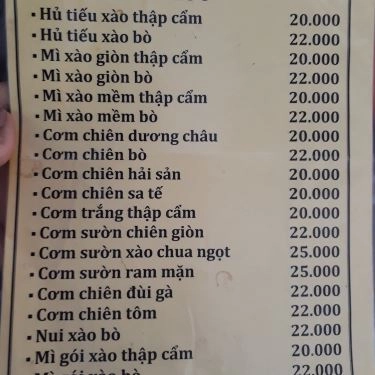 ▪ Hủ tiếu xào thập cẩm 20.000
▪ Hủ tiếu xào bò 22.000
▪ Mì xào giòn thập cẩm 20.000
▪ Mì xào giòn bò 22.000
▪ Mì xào mềm thập cẩm 20.000
▪ Mì xào mềm bò 22.000
▪ Cơm chiên dương châu 20.000
▪ Cơm chiên bò 22.000
▪ Cơm chiên hải sản 20.000
▪ Cơm chiên sa tế 20.000
▪ Cơm trắng thập cẩm 20.000
▪ Cơm sườn chiên giòn 22.000
▪ Cơm sườn xào chua ngọt 25.000
▪ Cơm sườn ram mặn 25.000
▪ Cơm chiên đùi gà 22.000
▪ Cơm chiên tôm 22.000
▪ Nui xào bò 22.000
▪ Mì gói xào thập cẩm 20.000
▪ Mì gói xào bò 22.000